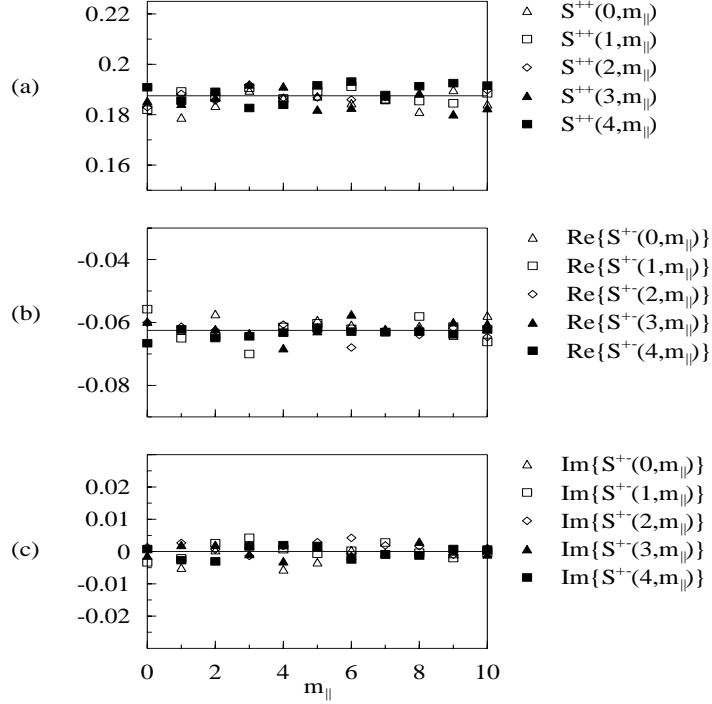 0.22
0.2
0.18
0.16
(a)
S⁺⁺(0,m||)
S⁺⁺(1,m||)
S⁺⁺(2,m||)
S⁺⁺(3,m||)
S⁺⁺(4,m||)
-0.04
-0.06
-0.08
(b)
Re{S⁺⁻(0,m||)}
Re{S⁺⁻(1,m||)}
Re{S⁺⁻(2,m||)}
Re{S⁺⁻(3,m||)}
Re{S⁺⁻(4,m||)}
0.02
0.01
0
-0.01
-0.02
(c)
Im{S⁺⁻(0,m||)}
Im{S⁺⁻(1,m||)}
Im{S⁺⁻(2,m||)}
Im{S⁺⁻(3,m||)}
Im{S⁺⁻(4,m||)}
0 2 4 6 8 10
m||